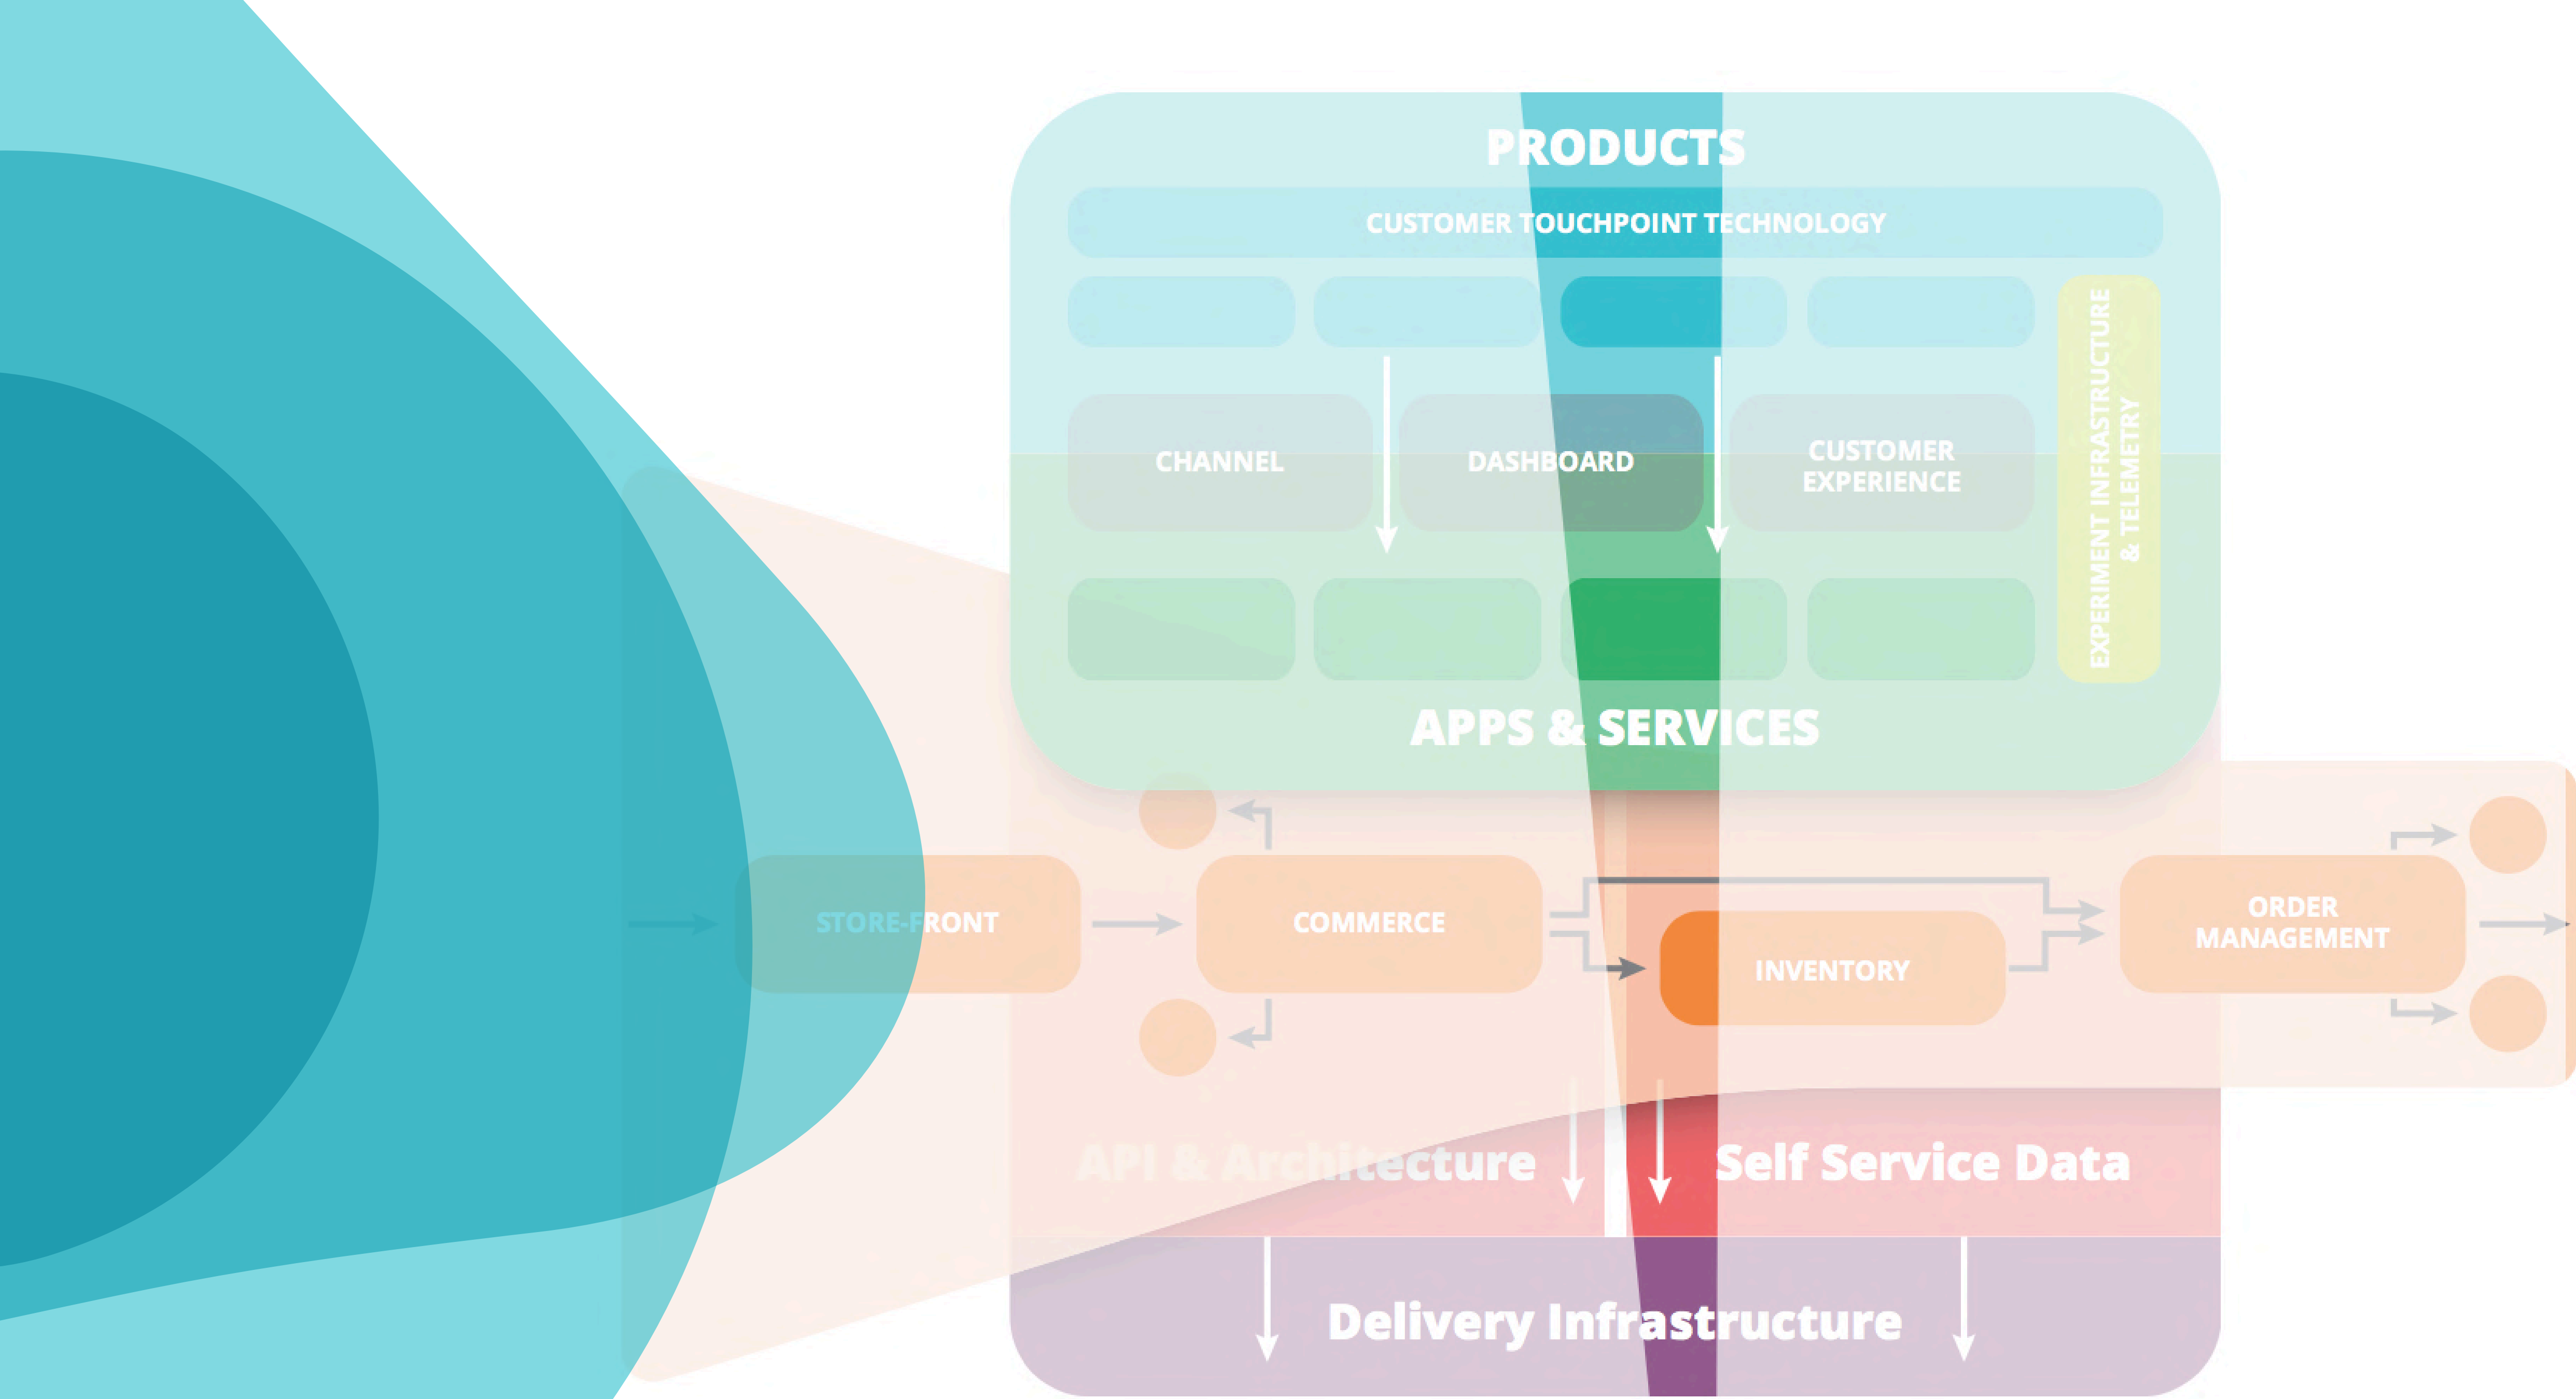 PRODUCTS
CUSTOMER TOUCHPOINT TECHNOLOGY
EXPERIMENT INFRASTRUCTURE
& TELEMETRY
CHANNEL
DASHBOARD
CUSTOMER
EXPERIENCE
APPS & SERVICES
STORE-FRONT
COMMERCE
INVENTORY
ORDER
MANAGEMENT
API & Architecture
Self Service Data
Delivery Infrastructure